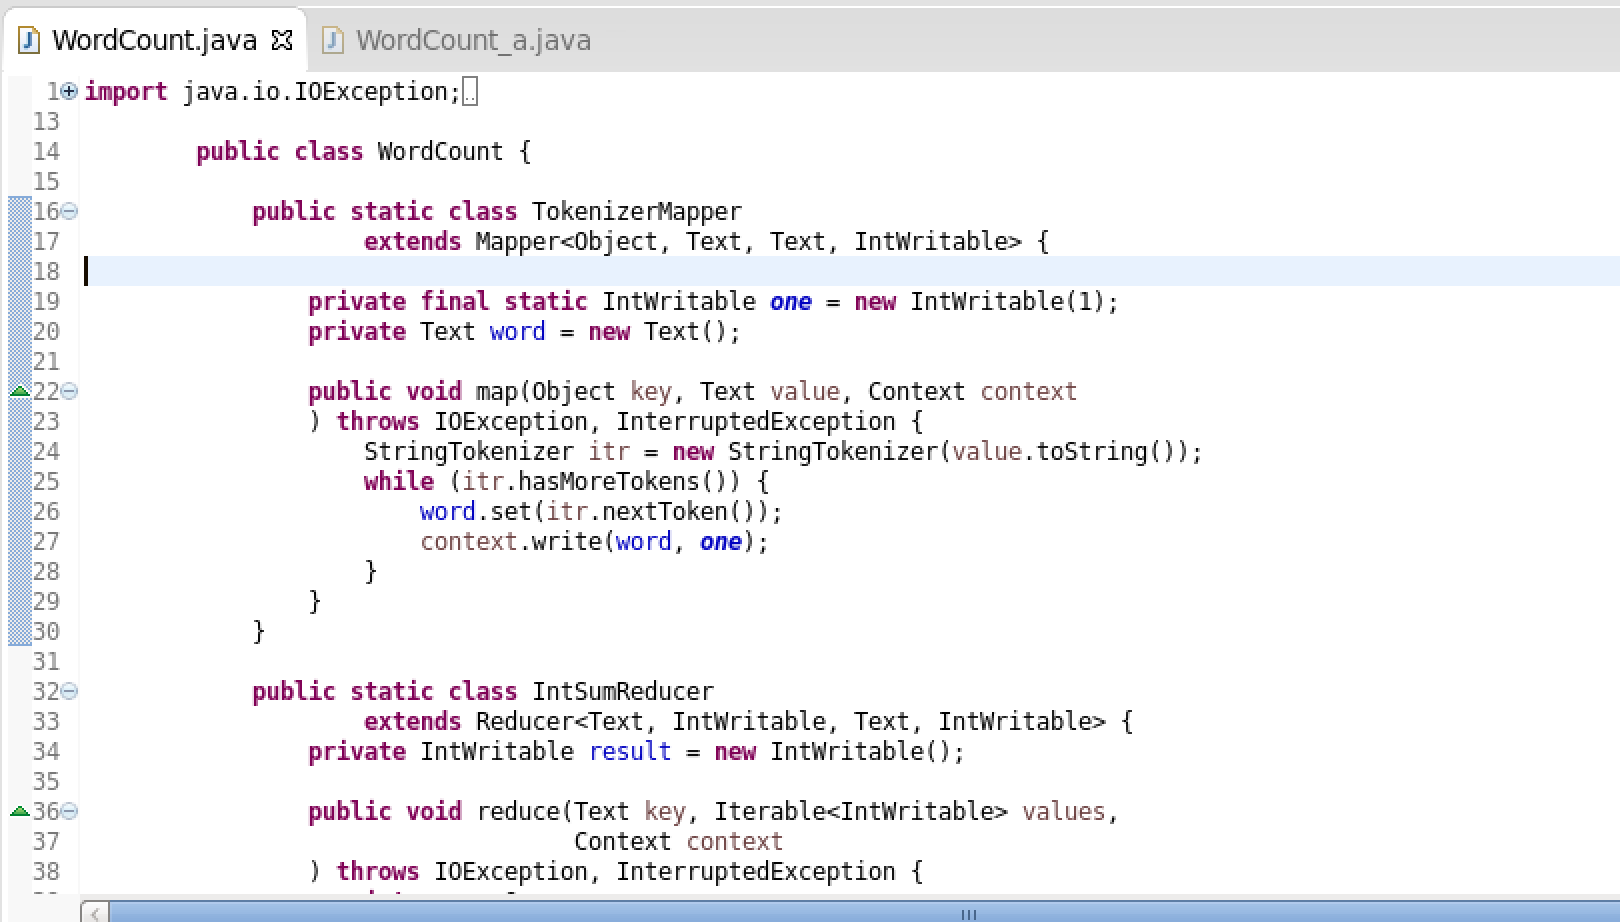 WordCount.java WordCount_a.java
1 import java.io.IOException;
13
14 public class WordCount {
15
16 public static class TokenizerMapper
17 extends Mapper<Object, Text, Text, IntWritable> {
18
19 private final static IntWritable one = new IntWritable(1);
20 private Text word = new Text();
21
22 public void map(Object key, Text value, Context context
23 ) throws IOException, InterruptedException {
24 StringTokenizer itr = new StringTokenizer(value.toString());
25 while (itr.hasMoreTokens()) {
26 word.set(itr.nextToken());
27 context.write(word, one);
28 }
29 }
30 }
31
32 public static class IntSumReducer
33 extends Reducer<Text, IntWritable, Text, IntWritable> {
34 private IntWritable result = new IntWritable();
35
36 public void reduce(Text key, Iterable<IntWritable> values,
37 Context context
38 ) throws IOException, InterruptedException {